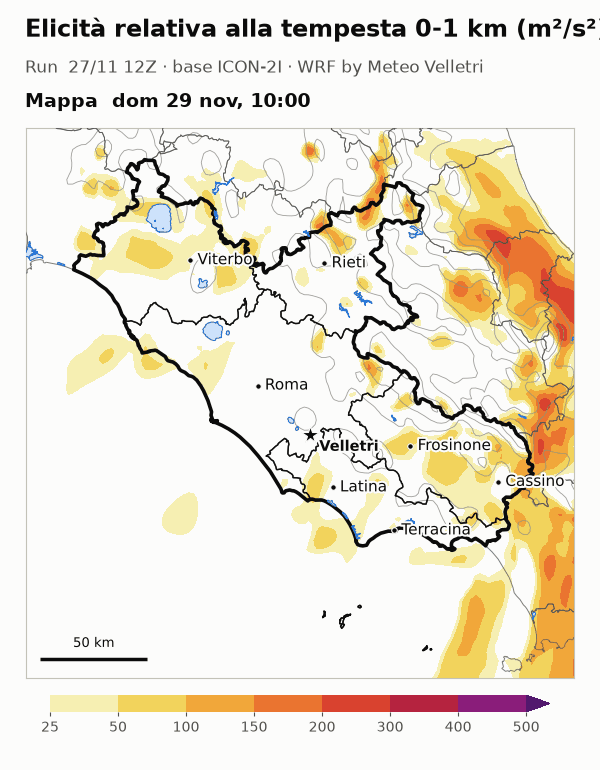 Elicità relativa alla tempesta 0-1 km (m²/s²)
Run  27/11 12Z · base ICON-2I · WRF by Meteo Velletri
Mappa  dom 29 nov, 10:00
Viterbo
Rieti
Roma
Velletri
Frosinone
Latina
Cassino
Terracina
50 km
25 50 100 150 200 300 400 500